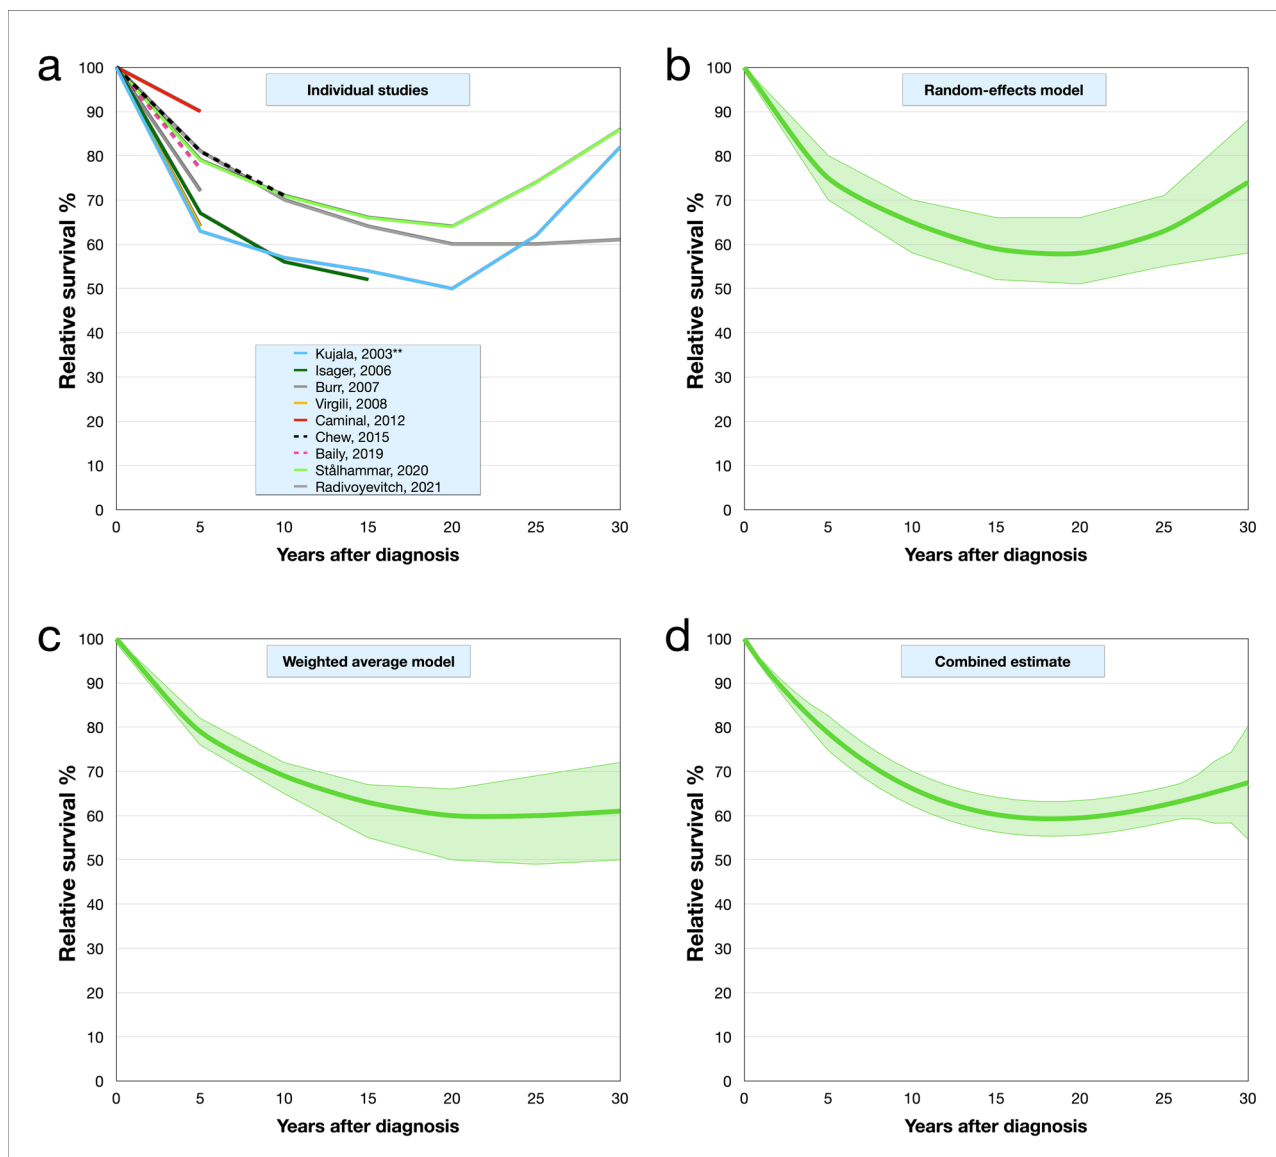 a
Individual studies
100
90
80
70
60
50
40
30
20
10
0
Relative survival %
Kujala, 2003**
Isager, 2006
Burr, 2007
Virgili, 2008
Caminal, 2012
Chew, 2015
Baily, 2019
Stålhammar, 2020
Radivoyevitch, 2021
0 5 10 15 20 25 30
Years after diagnosis
b
Random-effects model
100
90
80
70
60
50
40
30
20
10
0
Relative survival %
0 5 10 15 20 25 30
Years after diagnosis
c
Weighted average model
100
90
80
70
60
50
40
30
20
10
0
Relative survival %
0 5 10 15 20 25 30
Years after diagnosis
d
Combined estimate
100
90
80
70
60
50
40
30
20
10
0
Relative survival %
0 5 10 15 20 25 30
Years after diagnosis